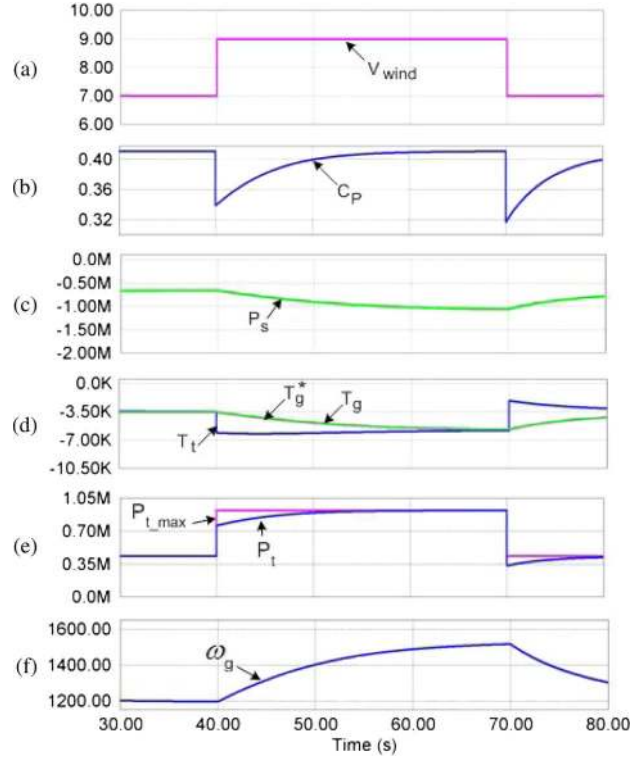 10.00
9.00
8.00
7.00
6.00
(a)
V wind
0.40
0.36
0.32
(b)
C P
0.0M
-0.50M
-1.00M
-1.50M
-2.00M
(c)
P s
0.0K
-3.50K
-7.00K
-10.50K
(d)
T g *
T g
T t
1.05M
0.70M
0.35M
0.0M
(e)
P t_max
P t
1600.00
1400.00
1200.00
(f)
ω g
30.00 40.00 50.00 60.00 70.00 80.00
Time (s)